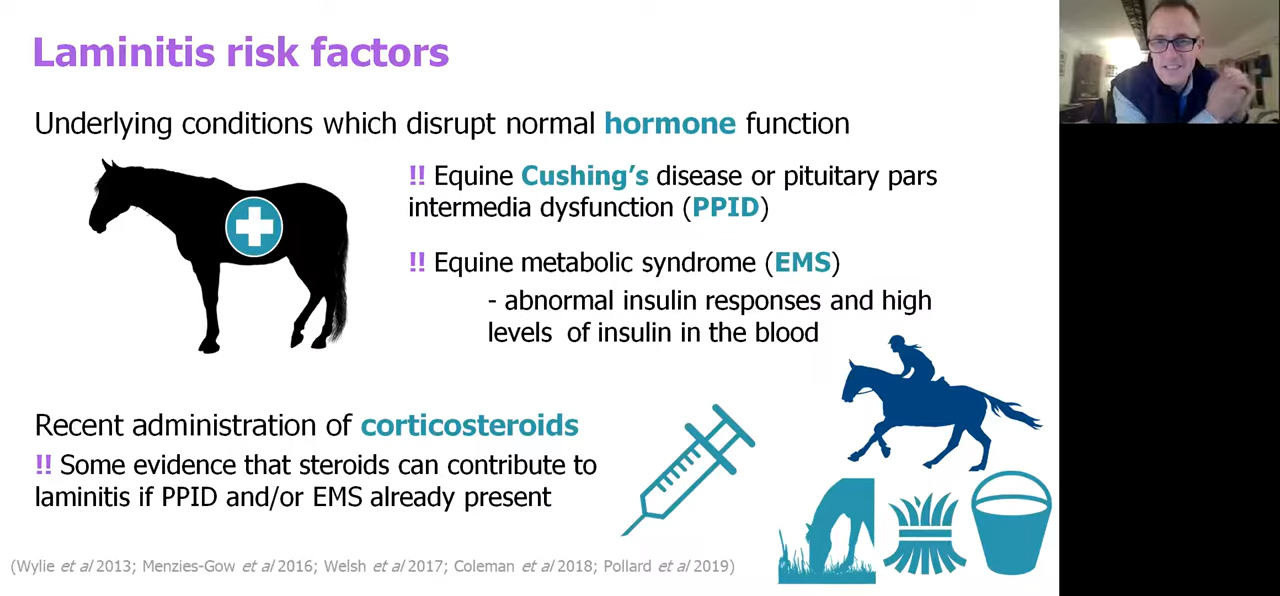 Laminitis risk factors
Underlying conditions which disrupt normal hormone function
!! Equine Cushing’s disease or pituitary pars
intermedia dysfunction (PPID)
!! Equine metabolic syndrome (EMS)
- abnormal insulin responses and high
levels of insulin in the blood
Recent administration of corticosteroids
!! Some evidence that steroids can contribute to
laminitis if PPID and/or EMS already present
(Wylie et al 2013; Menzies-Gow et al 2016; Welsh et al 2017; Coleman et al 2018; Pollard et al 2019)